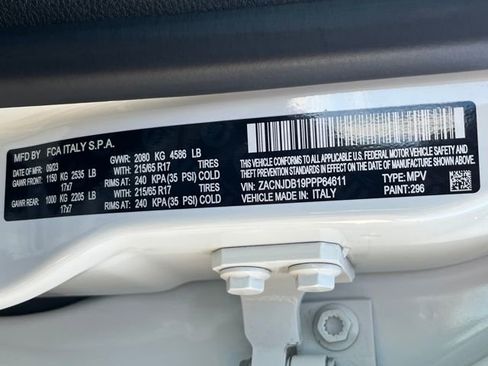 MFD BY FCA ITALY S.P.A.
09/23 GVWR: 2080 KG 4586 LB
GAWR FRONT: 1150 KG 2535 LB WITH 215/65 R17 TIRES
17x7 RIMS AT: 240 KPA (35 PSI) COLD
GAWR REAR: 1000 KG 2205 LB WITH 215/65 R17 TIRES
17x7 RIMS AT: 240 KPA (35 PSI) COLD
THIS VEHICLE CONFORMS TO ALL APPLICABLE FEDERAL MOTOR VEHICLE SAFETY AND
THEFT PREVENTION STANDARDS IN EFFECT ON THE DATE OF MANUFACTURE SHOWN ABOVE.
VIN: ZACNJDB19PPP64611 TYPE: MPV
VEHICLE MADE IN: ITALY PAINT: 296